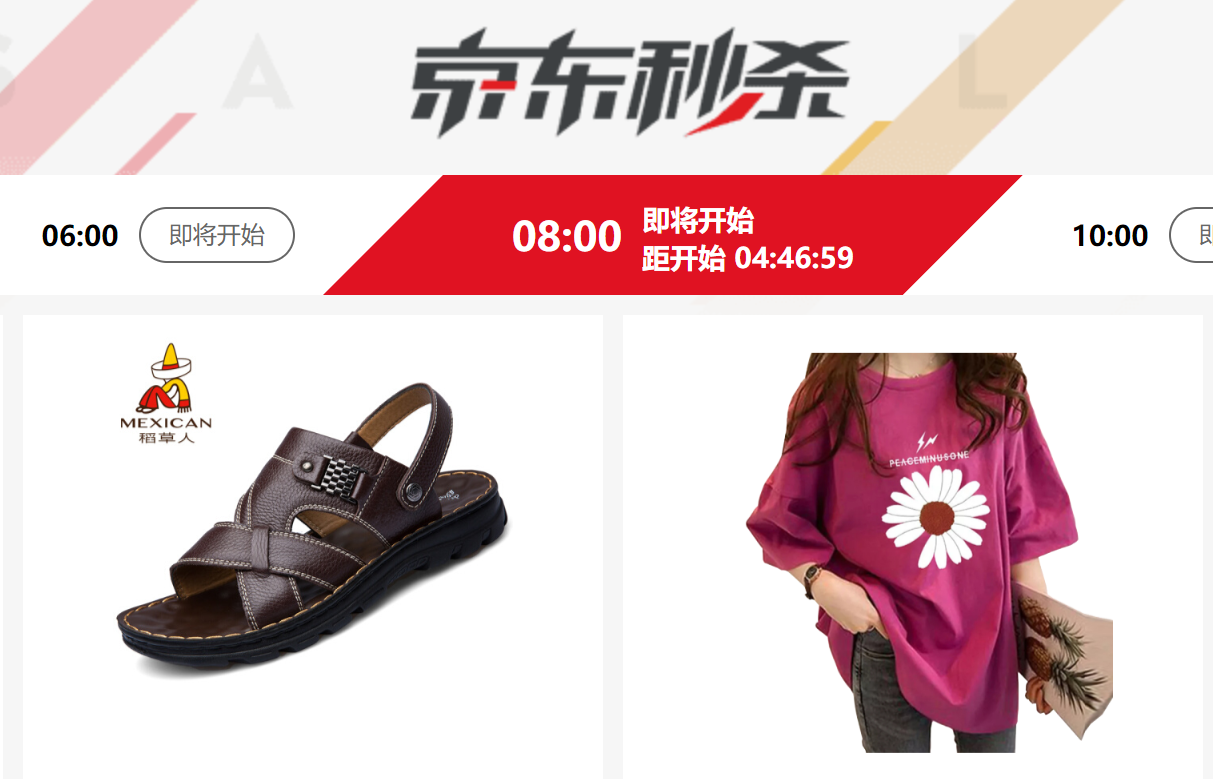 S A L
京东秒杀
06:00 即将开始
08:00 即将开始
距开始 04:46:59
10:00
MEXICAN
稻草人
PEACEMINUSONE